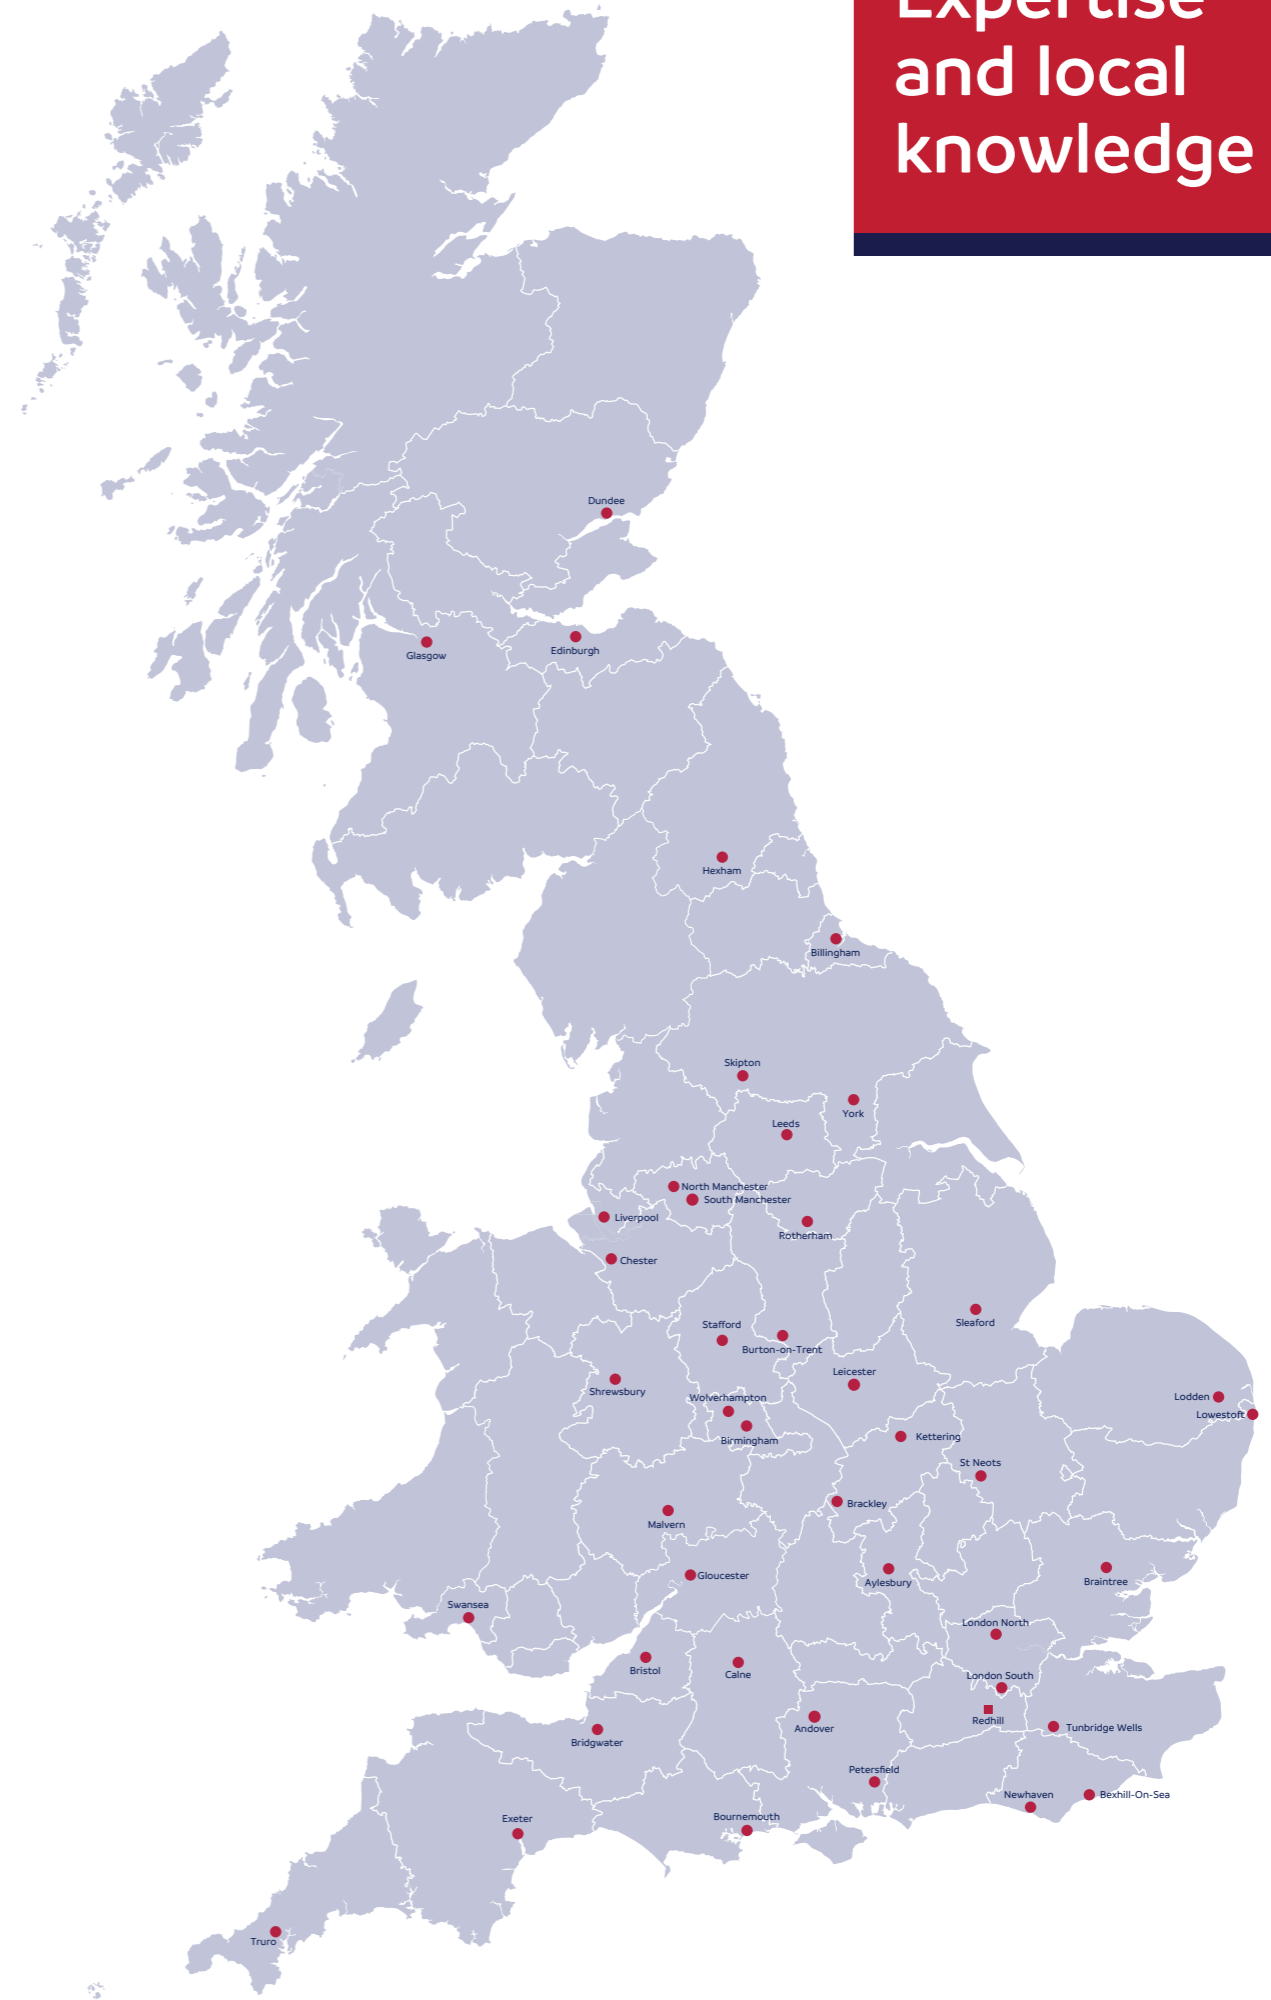 Expertise
and local
knowledge
Dundee
Glasgow
Edinburgh
Hexham
Billingham
Skipton
York
Leeds
North Manchester
South Manchester
Liverpool
Rotherham
Chester
Sleaford
Stafford
Burton-on-Trent
Leicester
Shrewsbury
Wolverhampton
Lodden
Lowestoft
Birmingham
Kettering
St Neots
Brackley
Malvern
Gloucester
Aylesbury
Braintree
Swansea
London North
Bristol
Calne
London South
Redhill
Tunbridge Wells
Andover
Bridgwater
Petersfield
Newhaven
Bexhill-On-Sea
Bournemouth
Exeter
Truro